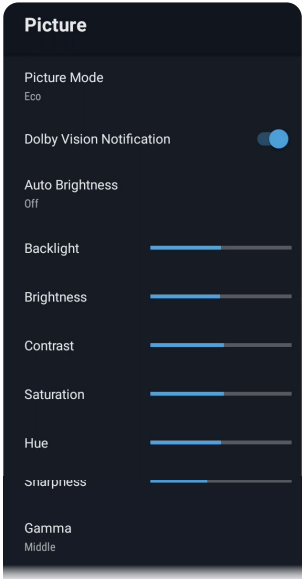 Picture
Picture Mode
Eco
Dolby Vision Notification
Auto Brightness
Off
Backlight
Brightness
Contrast
Saturation
Hue
Sharpness
Gamma
Middle